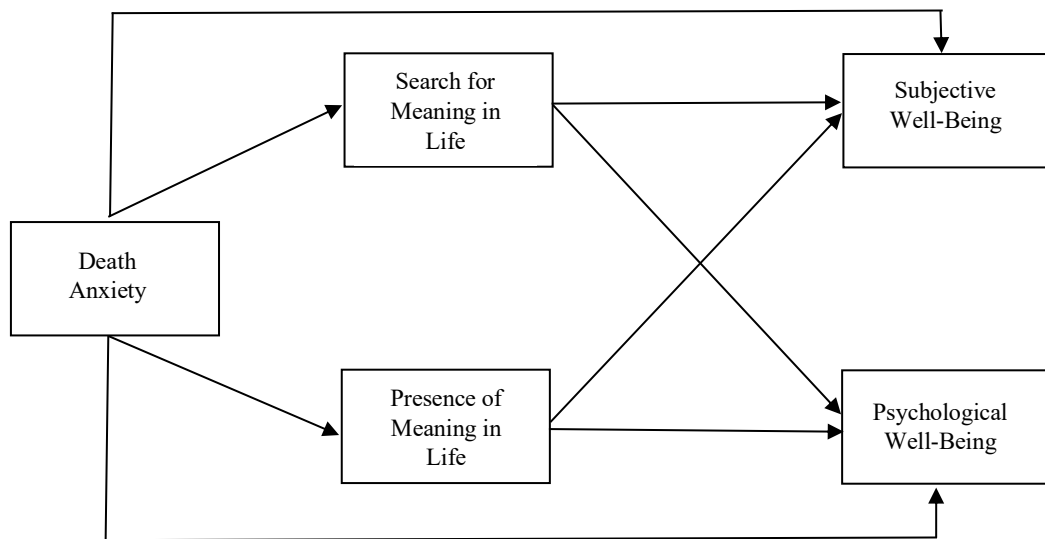 Search for
Meaning in
Life
Subjective
Well-Being
Death
Anxiety
Presence of
Meaning in
Life
Psychological
Well-Being